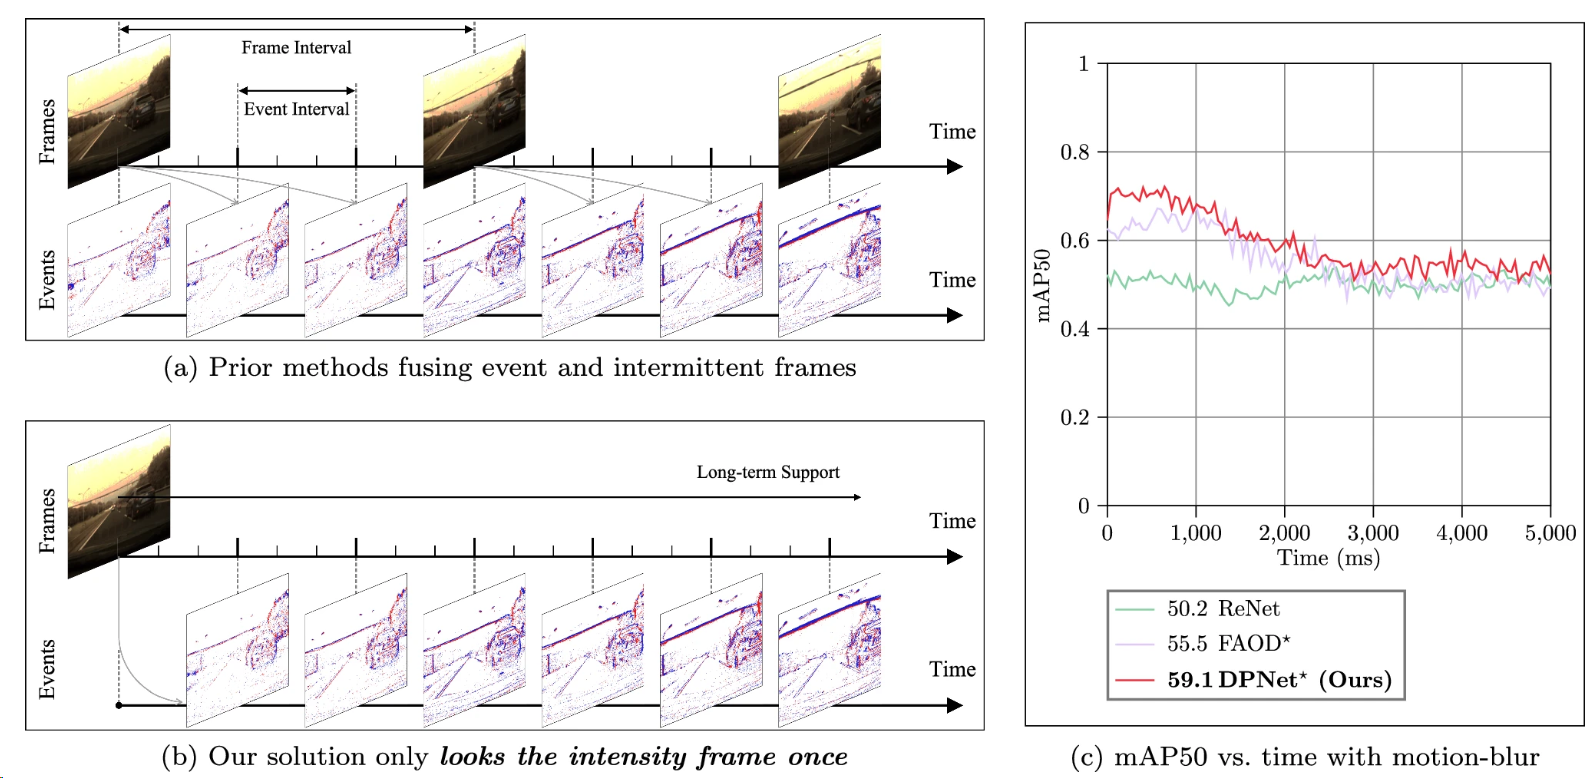 Frame Interval
Event Interval
Frames
Time
Events
Time
(a) Prior methods fusing event and intermittent frames
Long-term Support
Frames
Time
Events
Time
(b) Our solution only looks the intensity frame once
1
0.8
0.6
0.4
0.2
0
mAP50
0 1,000 2,000 3,000 4,000 5,000
Time (ms)
50.2 ReNet
55.5 FAOD⋆
59.1 DPNet⋆ (Ours)
(c) mAP50 vs. time with motion-blur